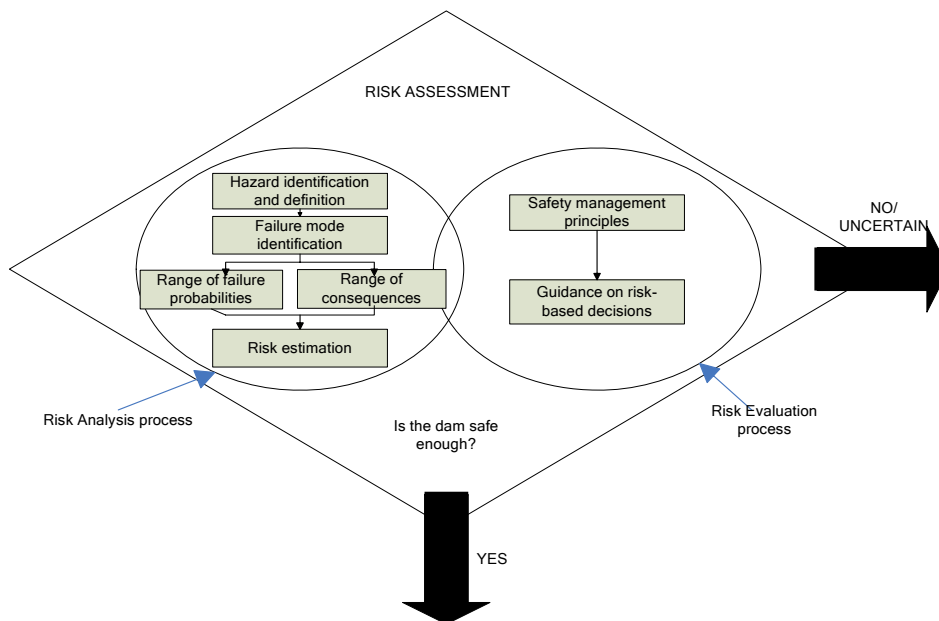 RISK ASSESSMENT
Hazard identification
and definition
Failure mode
identification
Range of failure
probabilities
Range of
consequences
Risk estimation
Safety management
principles
Guidance on risk-
based decisions
NO/
UNCERTAIN
Risk Analysis process
Risk Evaluation
process
Is the dam safe
enough?
YES